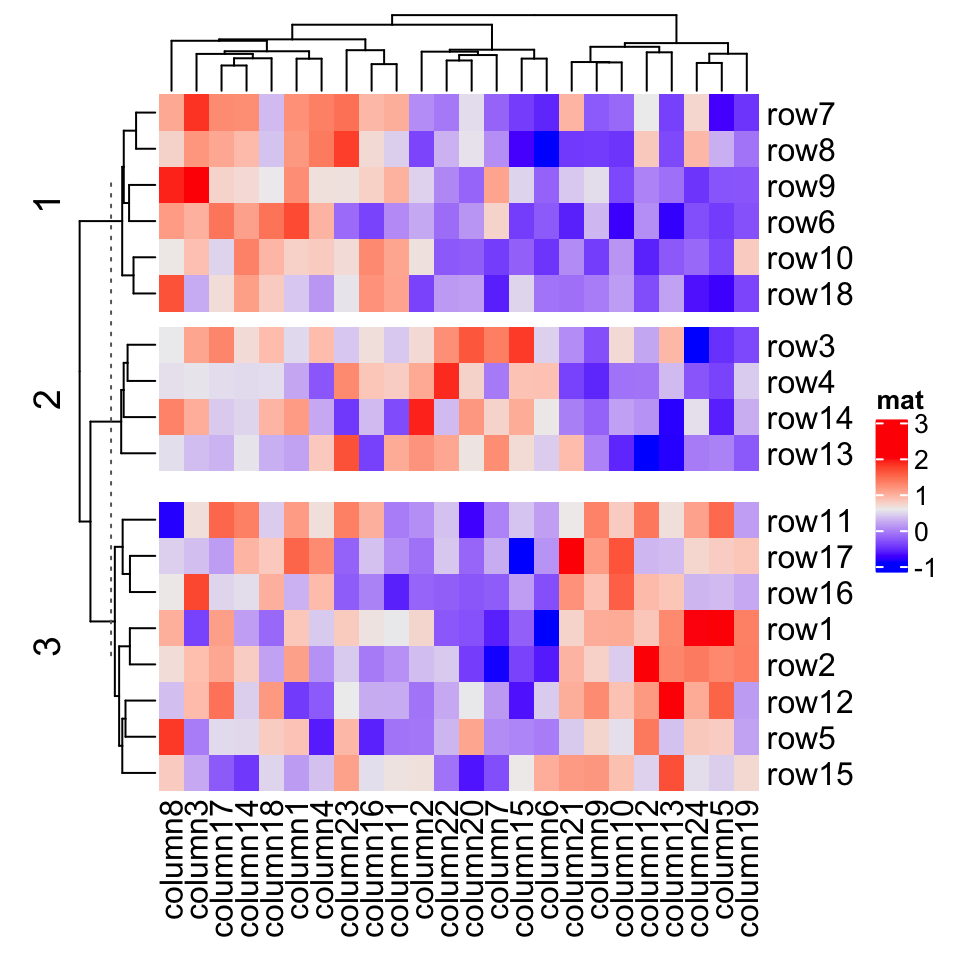 1
row7
row8
row9
row6
row10
row18
2
row3
row4
row14
row13
3
row11
row17
row16
row1
row2
row12
row5
row15
mat
3
2
1
0
-1
column8
column3
column17
column14
column18
column1
column4
column23
column16
column11
column2
column22
column20
column7
column15
column6
column21
column9
column10
column12
column13
column24
column5
column19